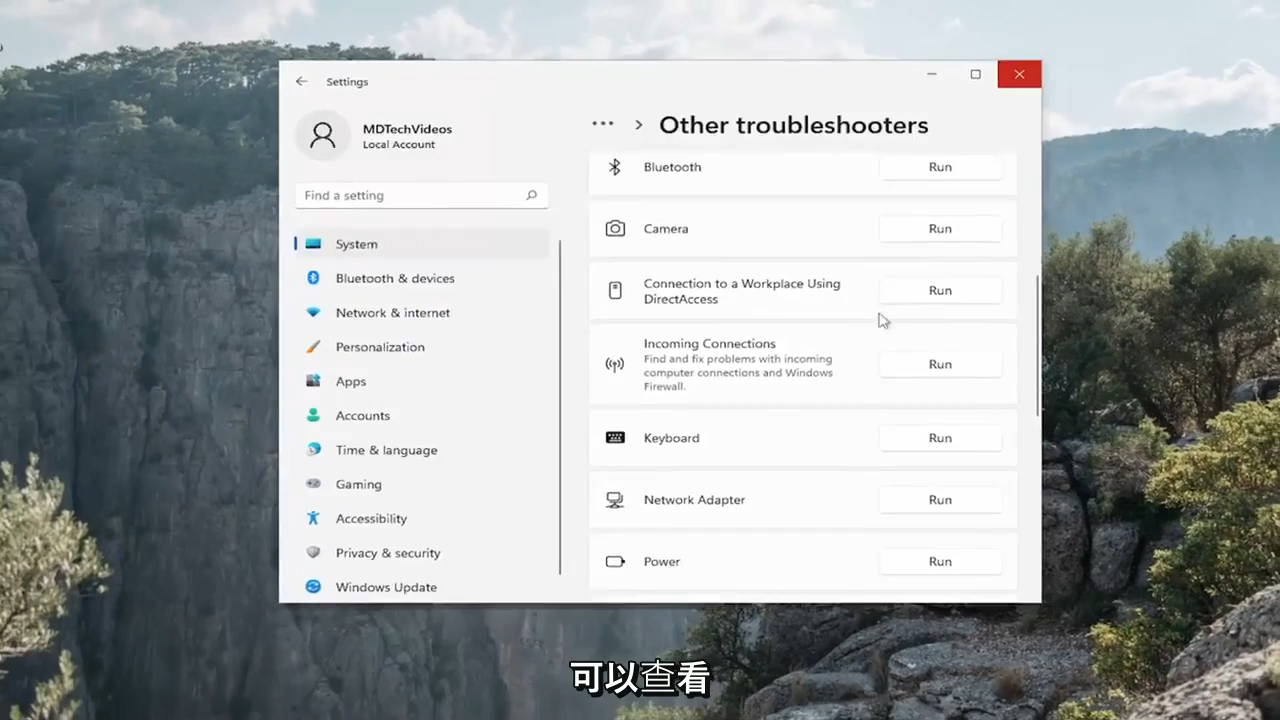 Settings
MDTechVideos
Local Account
Find a setting
System
Bluetooth & devices
Network & internet
Personalization
Apps
Accounts
Time & language
Gaming
Accessibility
Privacy & security
Windows Update
Other troubleshooters
Bluetooth
Run
Camera
Run
Connection to a Workplace Using
DirectAccess
Run
Incoming Connections
Find and fix problems with incoming
computer connections and Windows
Firewall.
Run
Keyboard
Run
Network Adapter
Run
Power
Run
可以查看